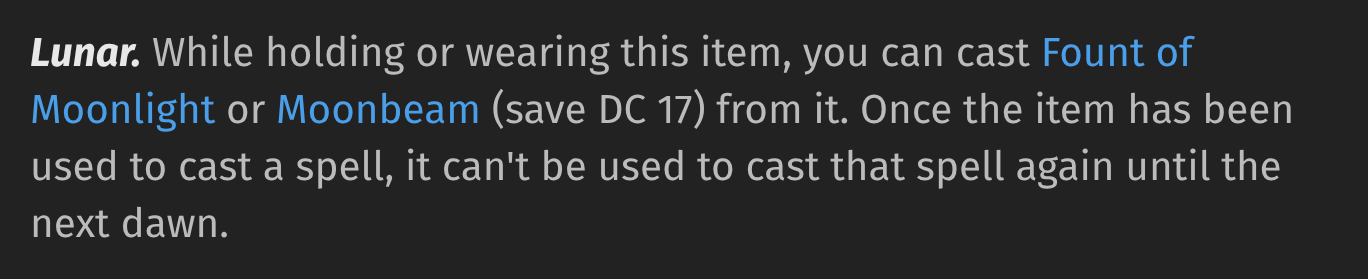 Lunar. While holding or wearing this item, you can cast Fount of
Moonlight or Moonbeam (save DC 17) from it. Once the item has been
used to cast a spell, it can't be used to cast that spell again until the
next dawn.